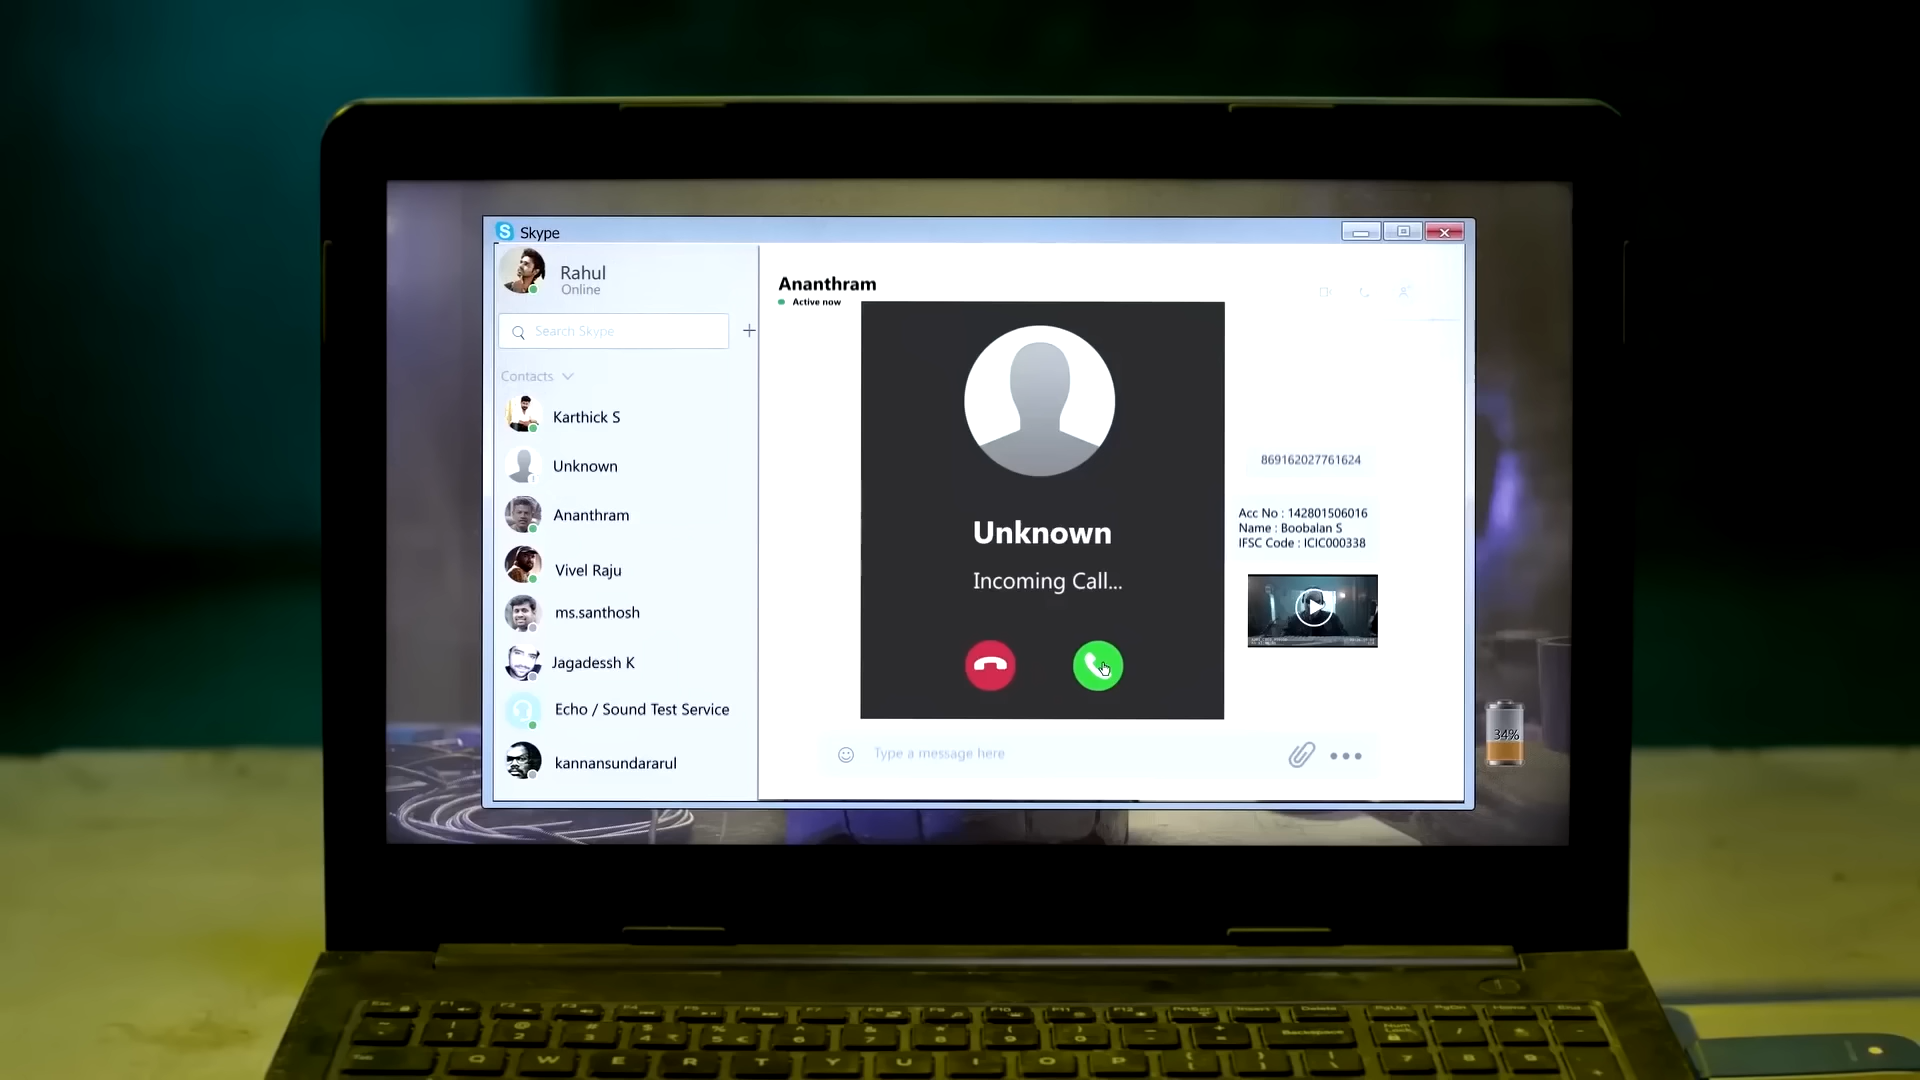 Skype
Rahul
Online
Search Skype
Contacts
Karthick S
Unknown
Ananthram
Vivel Raju
ms.santhosh
Jagadessh K
Echo / Sound Test Service
kannansundararul
Ananthram
Active now
Unknown
Incoming Call...
869162027761624
Acc No : 142801506016
Name : Boobalan S
IFSC Code : ICIC000338
Type a message here
34%
Backspace
Q W E R T Y U I O P